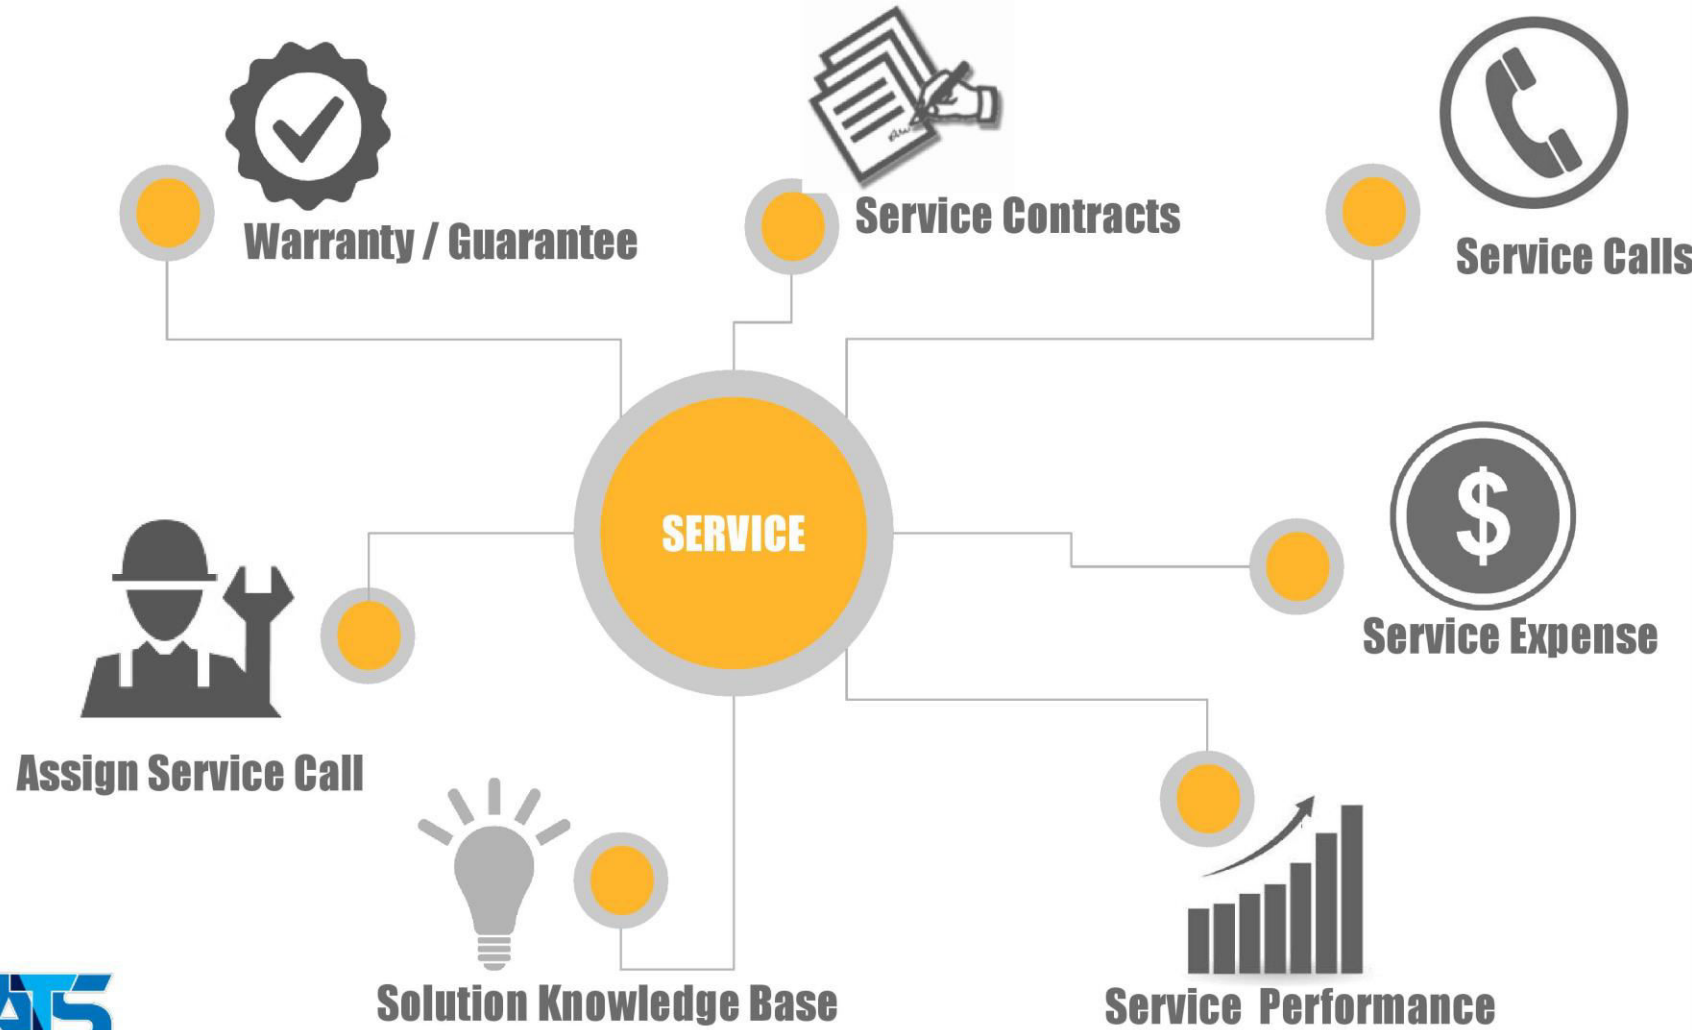 Service Contracts
Warranty / Guarantee
Service Calls
SERVICE
$
Service Expense
Assign Service Call
Solution Knowledge Base
Service Performance